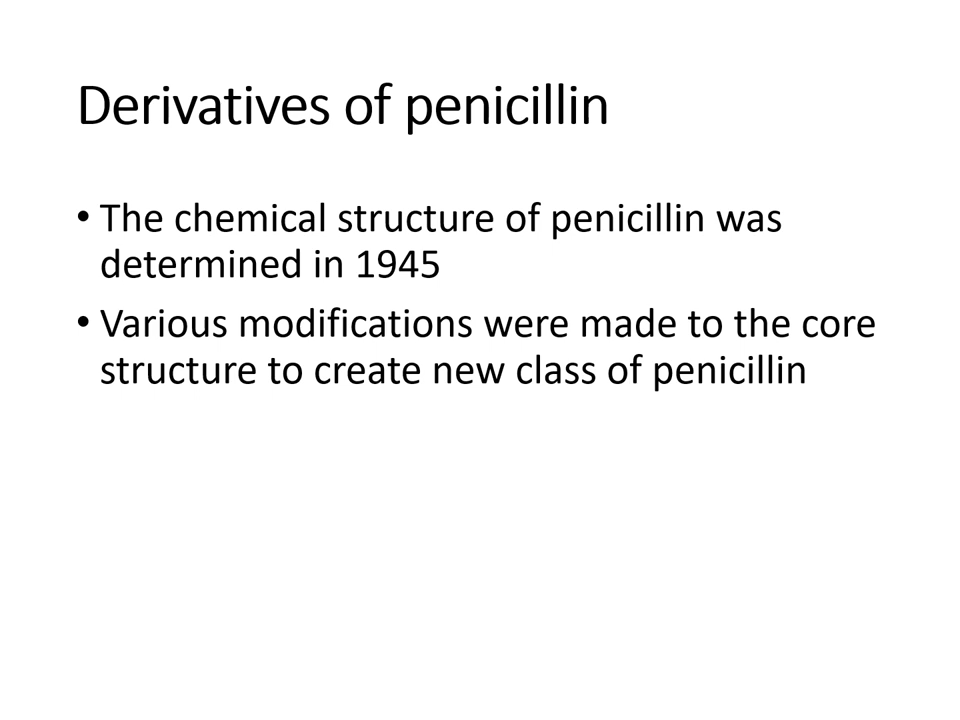 Derivatives of penicillin
• The chemical structure of penicillin was
determined in 1945
• Various modifications were made to the core
structure to create new class of penicillin